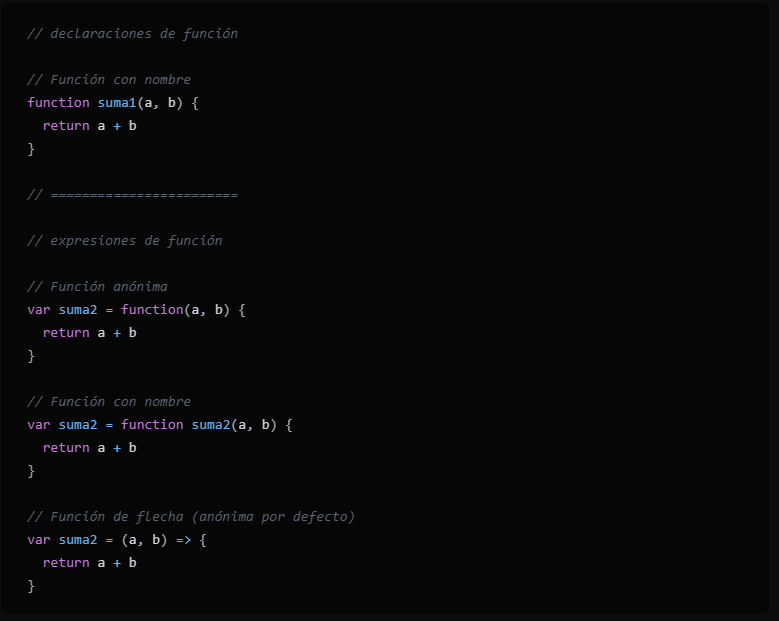 // declaraciones de función
// Función con nombre
function suma1(a, b) {
  return a + b
}
// ========================
// expresiones de función
// Función anónima
var suma2 = function(a, b) {
  return a + b
}
// Función con nombre
var suma2 = function suma2(a, b) {
  return a + b
}
// Función de flecha (anónima por defecto)
var suma2 = (a, b) => {
  return a + b
}